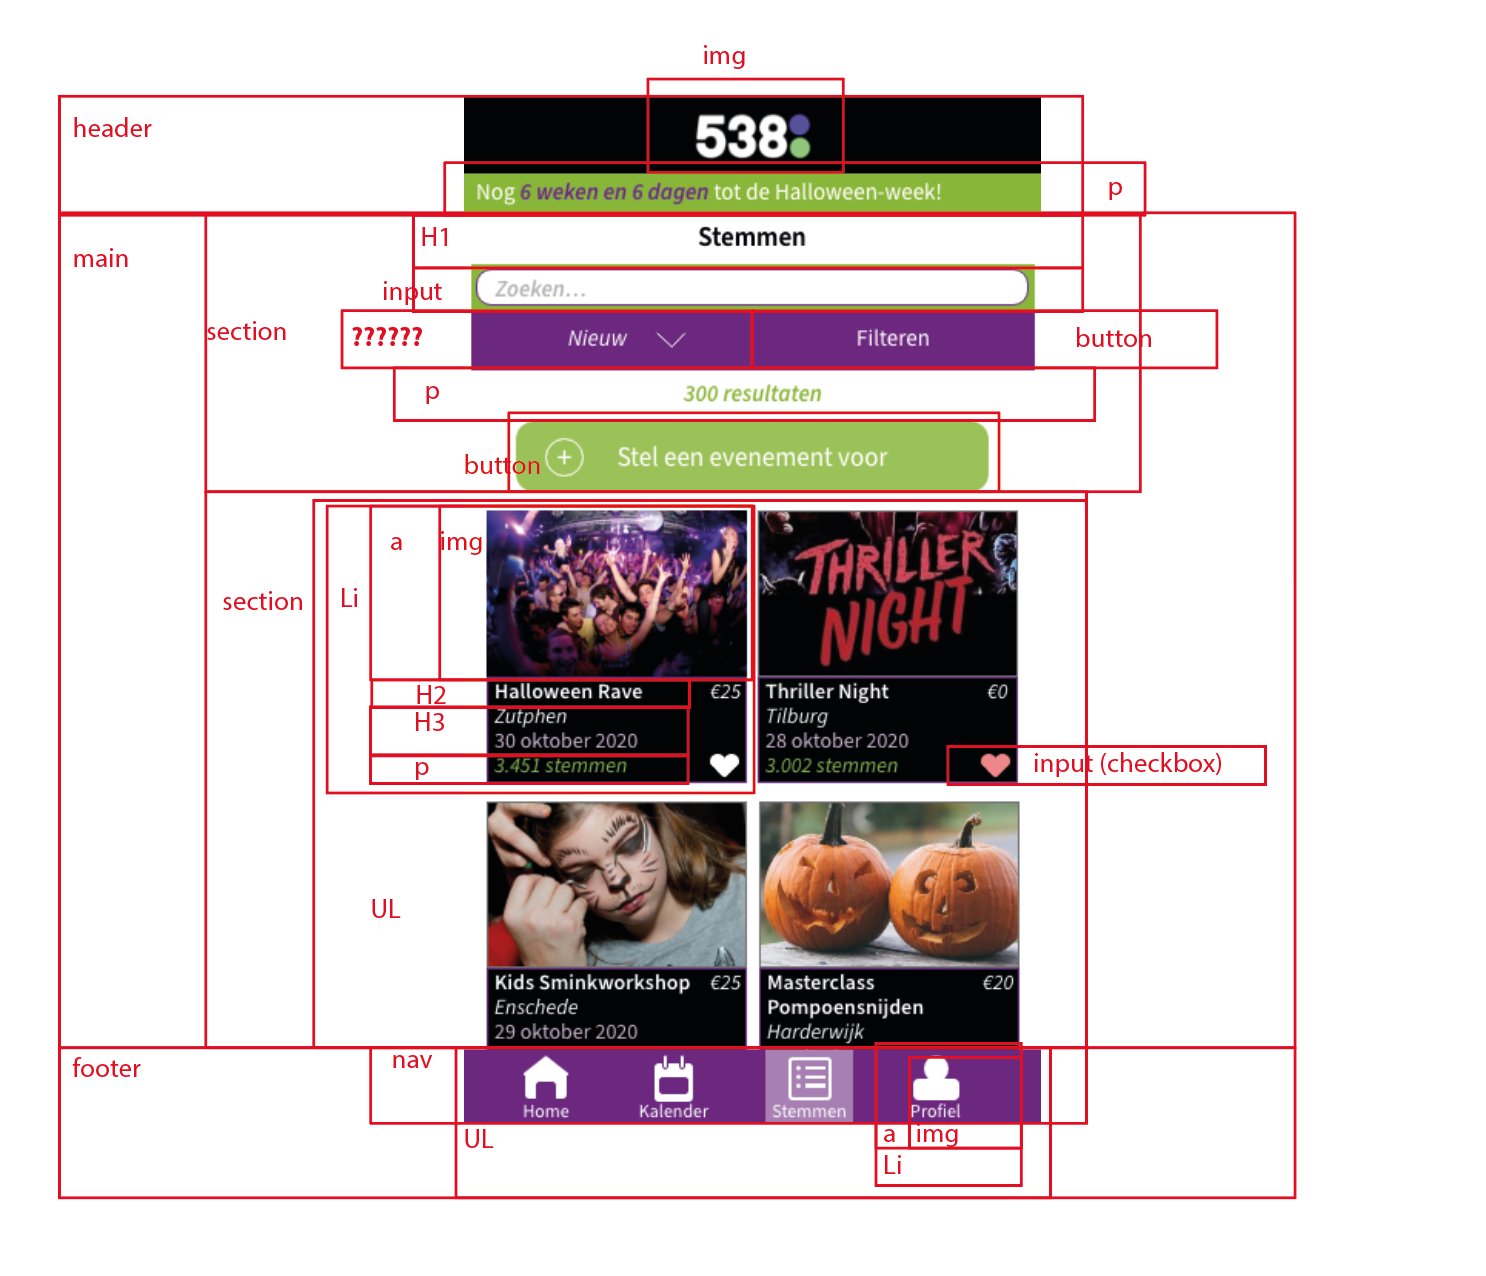 img
header
538
Nog 6 weken en 6 dagen tot de Halloween-week!
p
H1
Stemmen
main
input
Zoeken...
section
??????
Nieuw
Filteren
button
p
300 resultaten
button
+
Stel een evenement voor
a
img
THRILLER
NIGHT
section
Li
H2
Halloween Rave
€25
Thriller Night
€0
H3
Zutphen
Tilburg
30 oktober 2020
28 oktober 2020
p
3.451 stemmen
3.002 stemmen
input (checkbox)
UL
Kids Sminkworkshop
€25
Masterclass
€20
Enschede
Pompoensnijden
29 oktober 2020
Harderwijk
footer
nav
Home
Kalender
Stemmen
Profiel
UL
a
img
Li